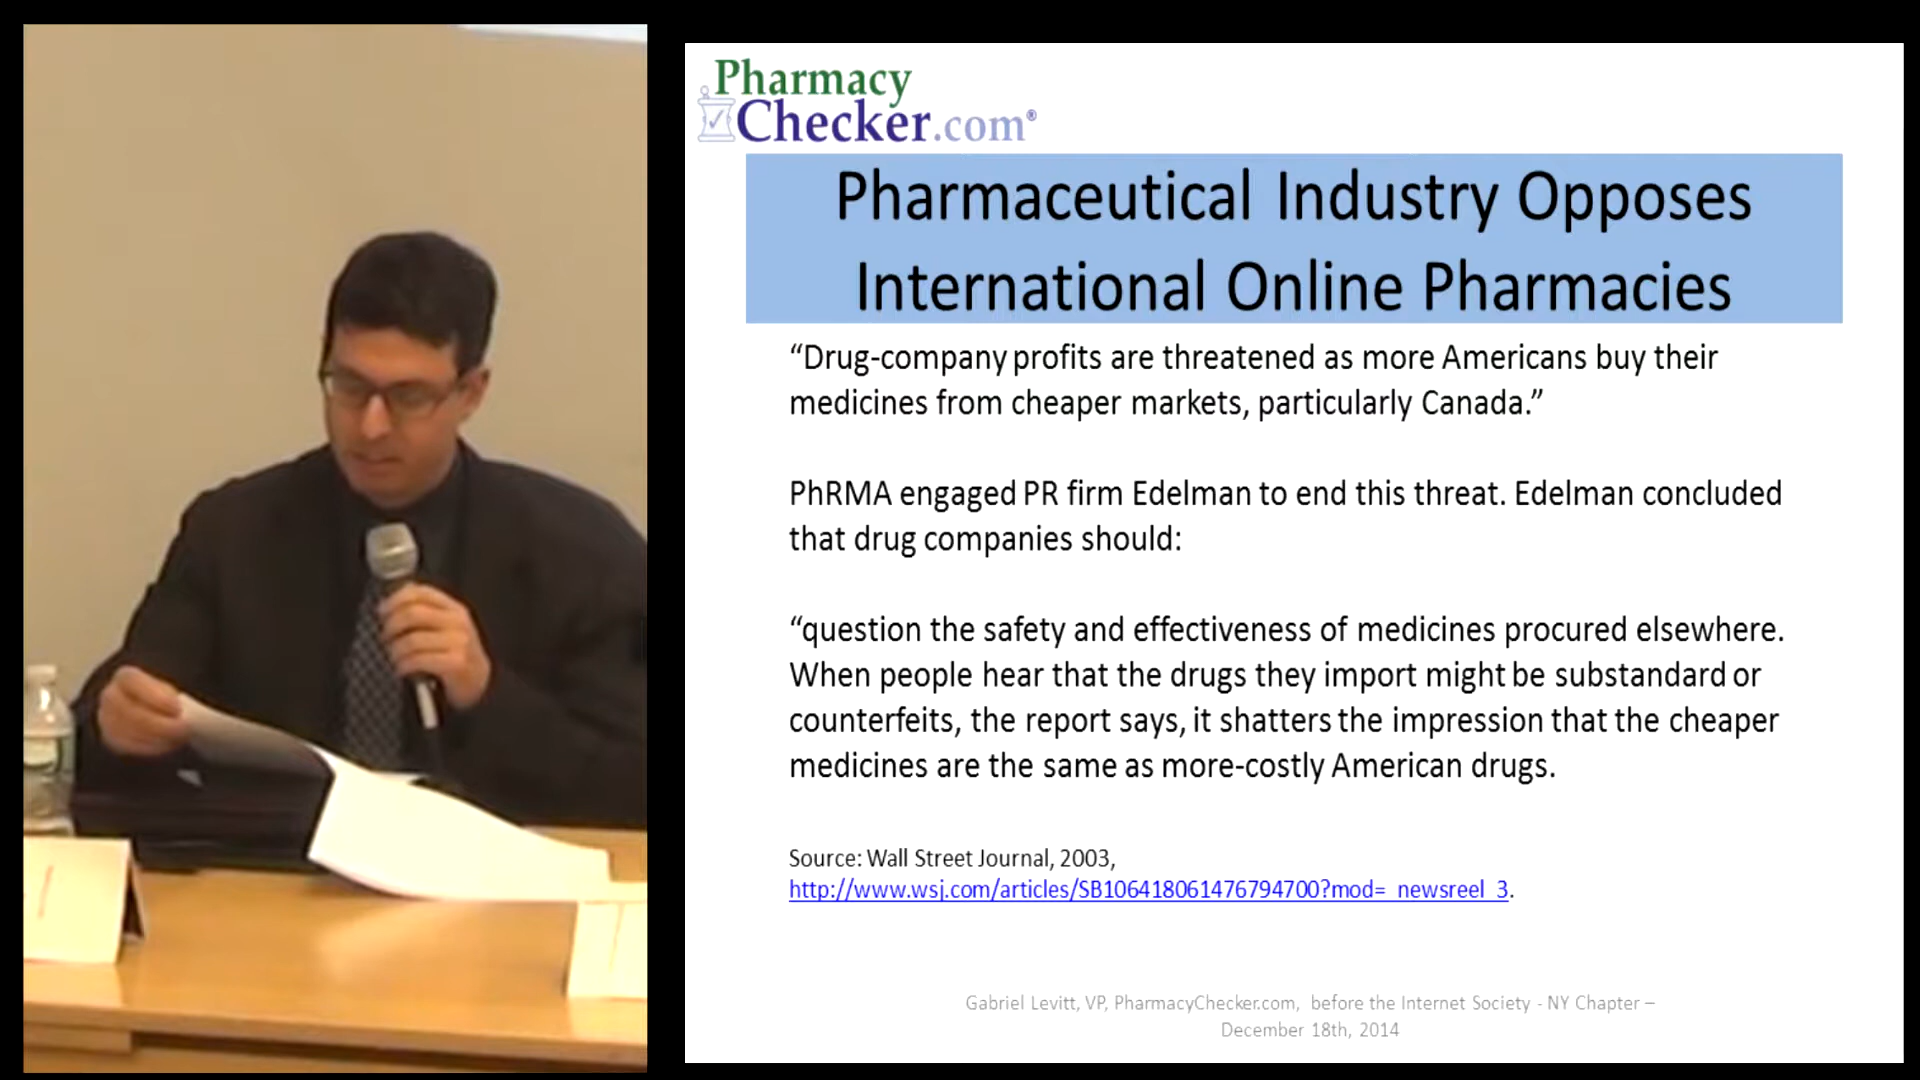 Pharmacy
Checker.com®
Pharmaceutical Industry Opposes
International Online Pharmacies
“Drug-company profits are threatened as more Americans buy their
medicines from cheaper markets, particularly Canada.”
PhRMA engaged PR firm Edelman to end this threat. Edelman concluded
that drug companies should:
“question the safety and effectiveness of medicines procured elsewhere.
When people hear that the drugs they import might be substandard or
counterfeits, the report says, it shatters the impression that the cheaper
medicines are the same as more-costly American drugs.
Source: Wall Street Journal, 2003,
http://www.wsj.com/articles/SB106418061476794700?mod=_newsreel_3.
Gabriel Levitt, VP, PharmacyChecker.com, before the Internet Society - NY Chapter –
December 18th, 2014